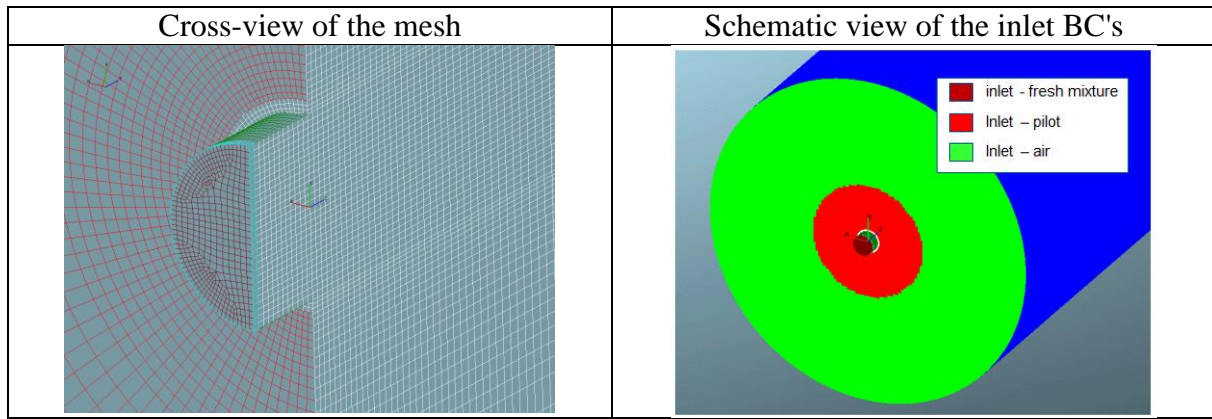 Cross-view of the mesh
Schematic view of the inlet BC's
inlet - fresh mixture
Inlet – pilot
Inlet – air